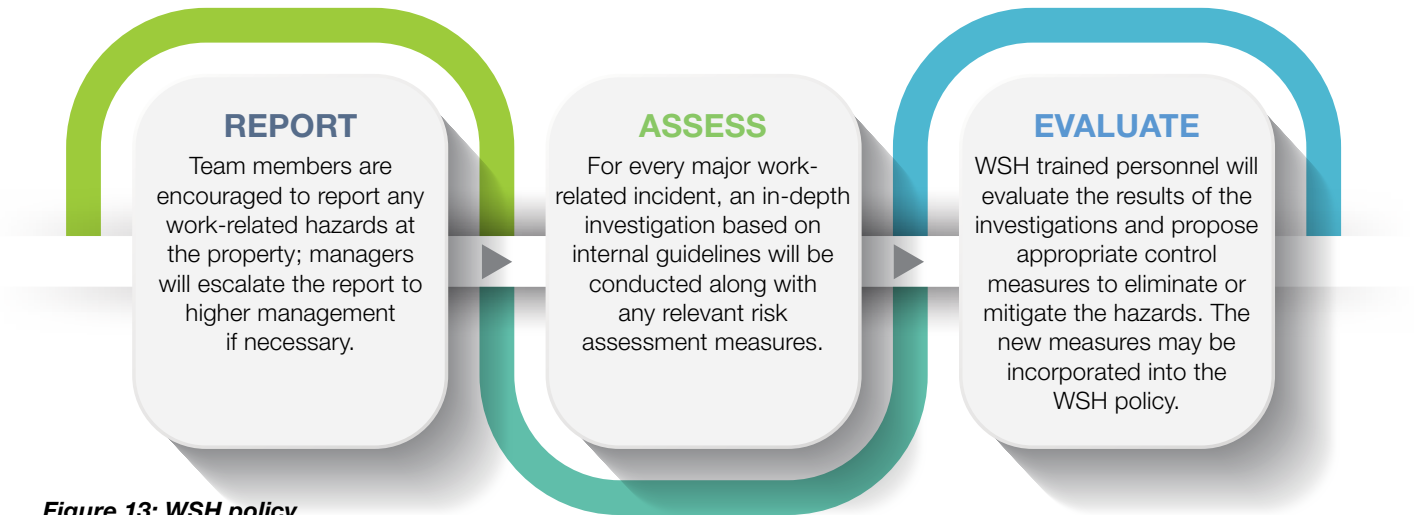 REPORT
Team members are
encouraged to report any
work-related hazards at
the property; managers
will escalate the report to
higher management
if necessary.
ASSESS
For every major work-
related incident, an in-depth
investigation based on
internal guidelines will be
conducted along with
any relevant risk
assessment measures.
EVALUATE
WSH trained personnel will
evaluate the results of the
investigations and propose
appropriate control
measures to eliminate or
mitigate the hazards. The
new measures may be
incorporated into the
WSH policy.
Figure 13: WSH policy